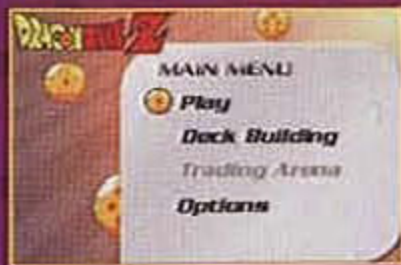 DRAGON BALL Z
MAIN MENU
Play
Deck Building
Trading Arena
Options